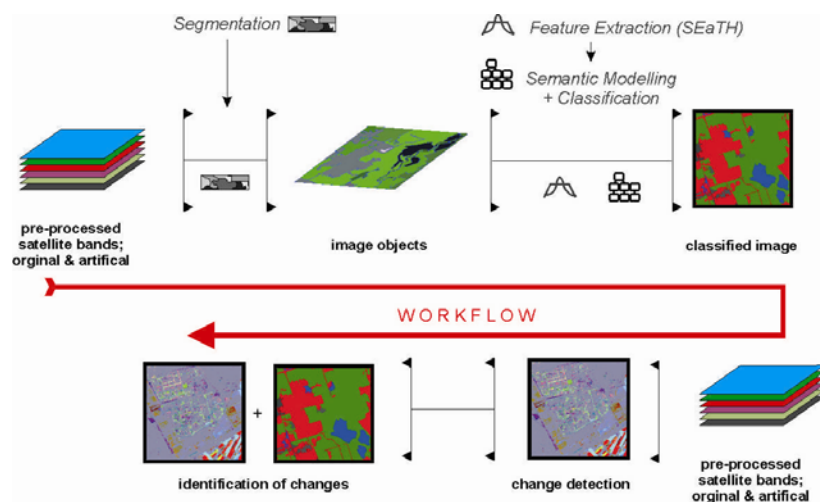 Segmentation
Feature Extraction (SEaTH)
Semantic Modelling
+ Classification
pre-processed
satellite bands;
orginal & artifical
image objects
classified image
WORKFLOW
+
identification of changes
change detection
pre-processed
satellite bands;
orginal & artifical